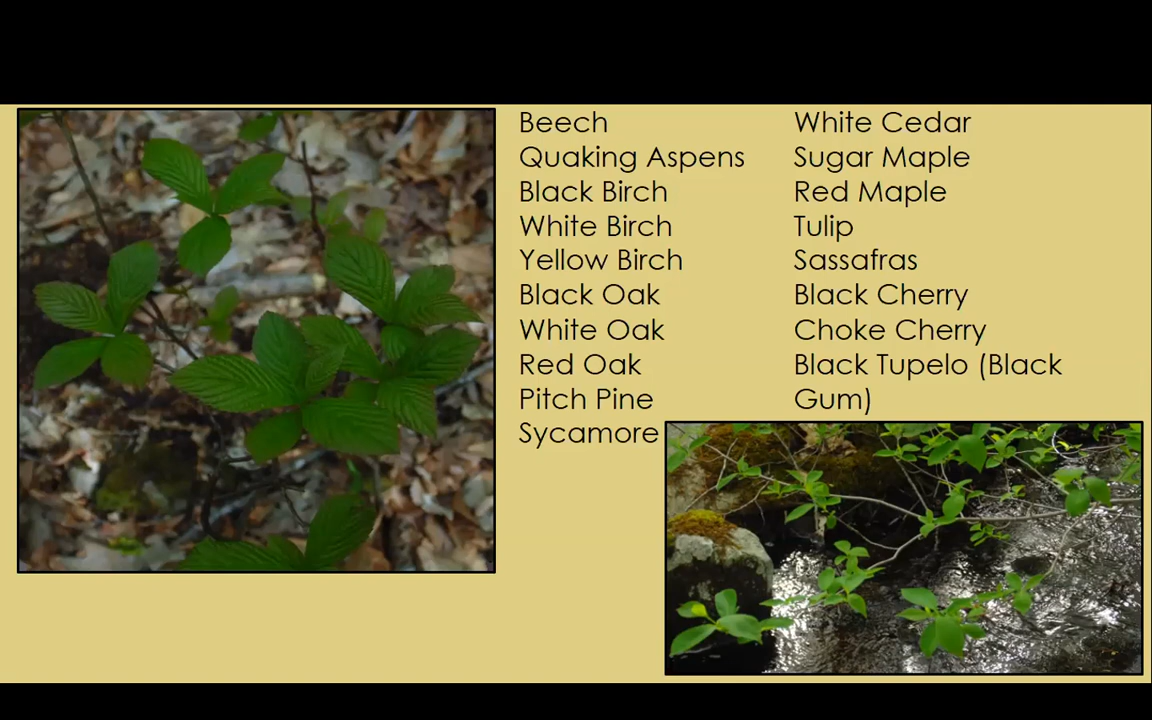 Beech
Quaking Aspens
Black Birch
White Birch
Yellow Birch
Black Oak
White Oak
Red Oak
Pitch Pine
Sycamore
White Cedar
Sugar Maple
Red Maple
Tulip
Sassafras
Black Cherry
Choke Cherry
Black Tupelo (Black
Gum)